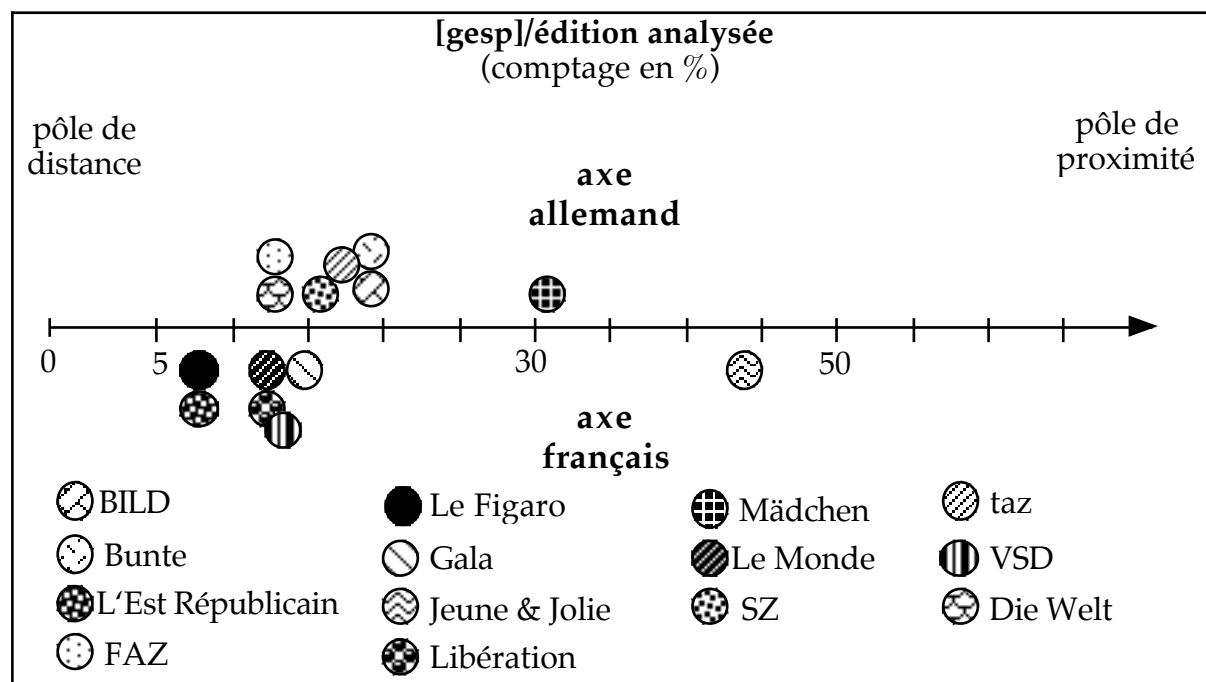 [gesp]/édition analysée
(comptage en %)
pôle de
distance
pôle de
proximité
axe
allemand
0 5 30 50
axe
français
BILD Le Figaro Mädchen taz
Bunte Gala Le Monde VSD
L'Est Républicain Jeune & Jolie SZ Die Welt
FAZ Libération